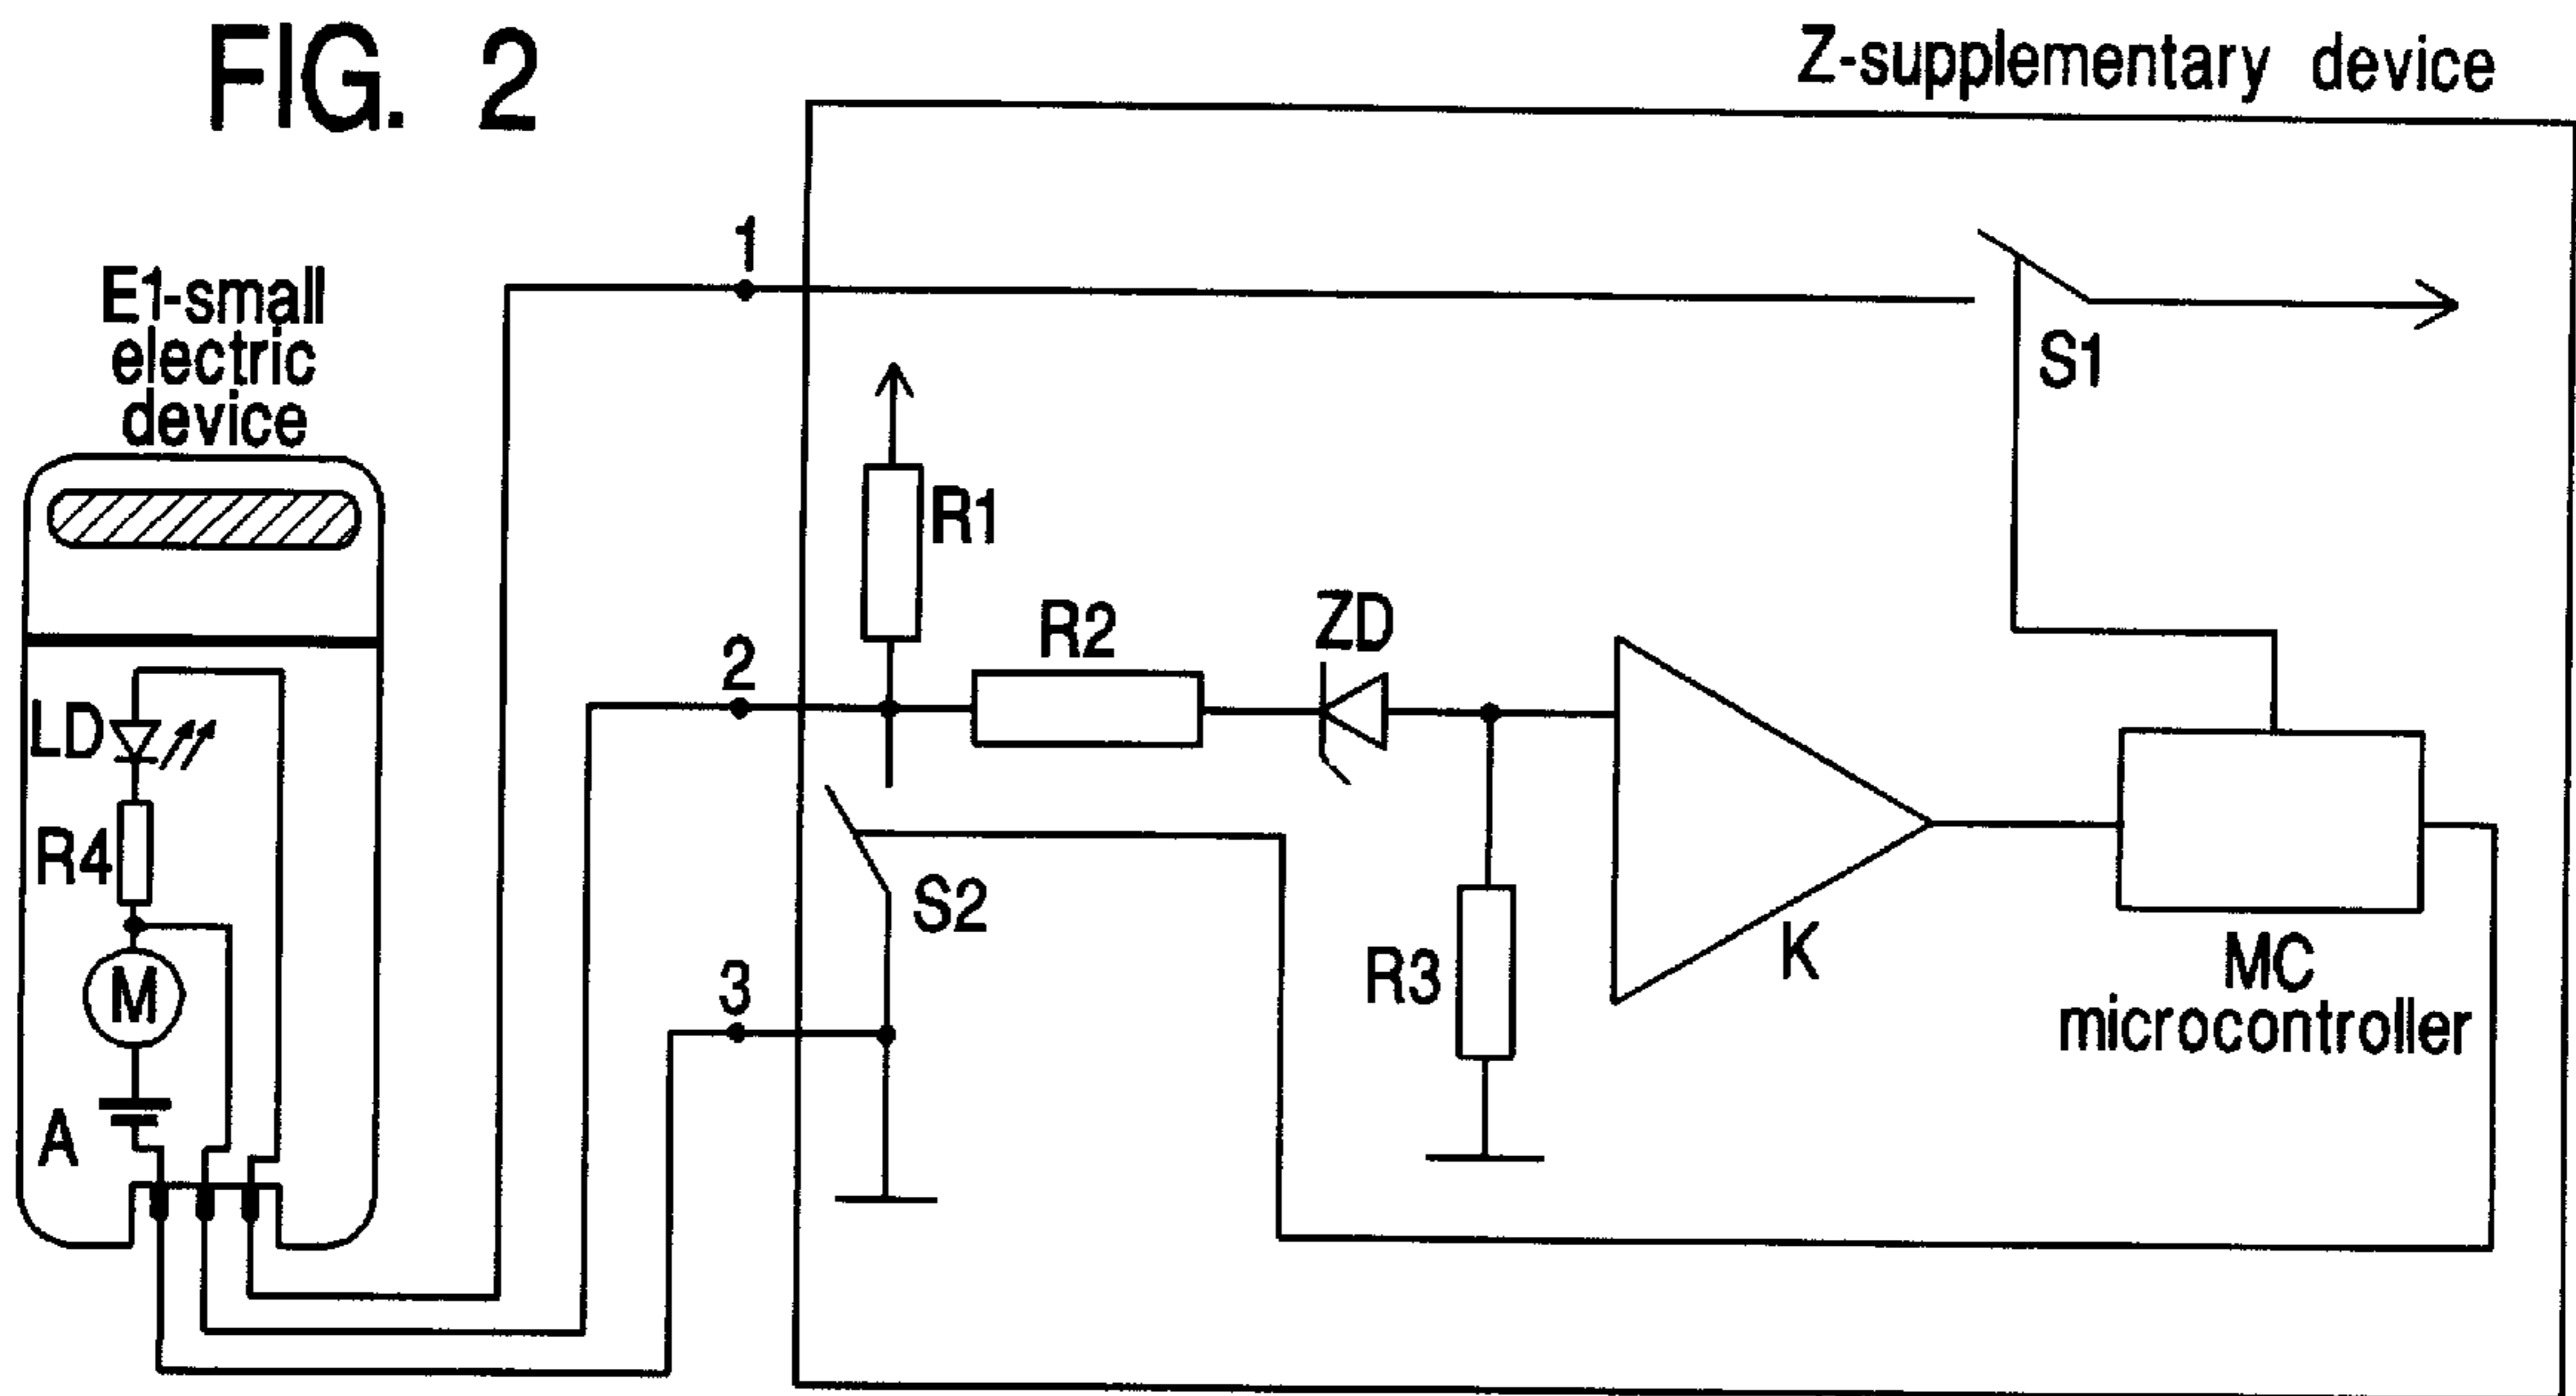 FIG. 2
Z-supplementary device
1
E1-small
electric
device
S1
R1
R2
ZD
2
LD
R4
S2
K
R3
MC
microcontroller
3
M
A